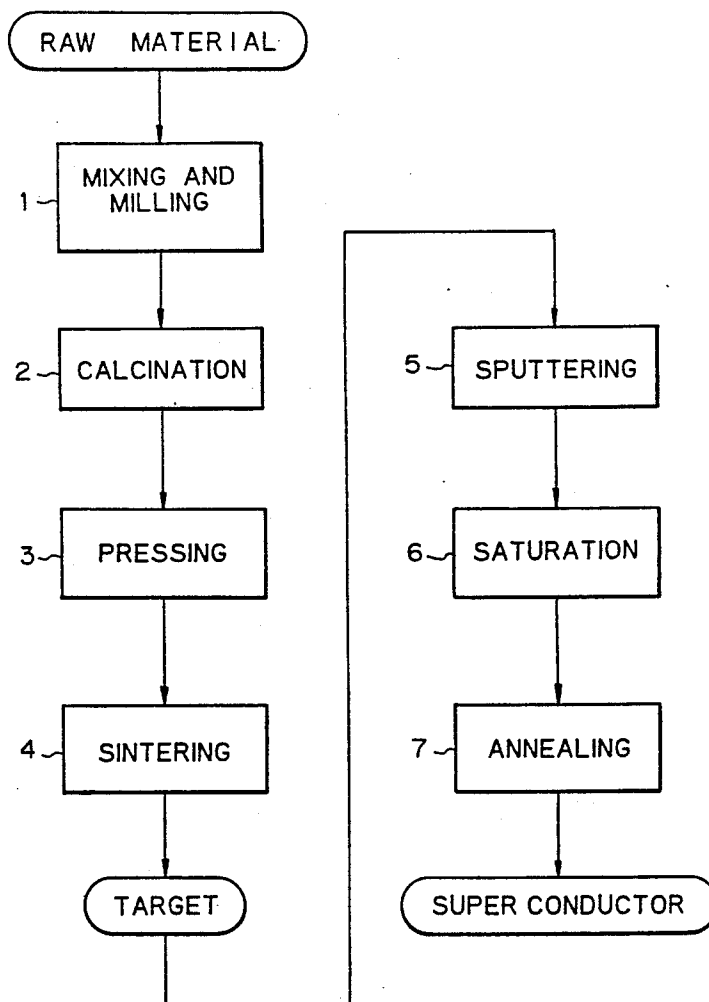 RAW MATERIAL
1
MIXING AND
MILLING
2
CALCINATION
3
PRESSING
4
SINTERING
TARGET
5
SPUTTERING
6
SATURATION
7
ANNEALING
SUPER CONDUCTOR